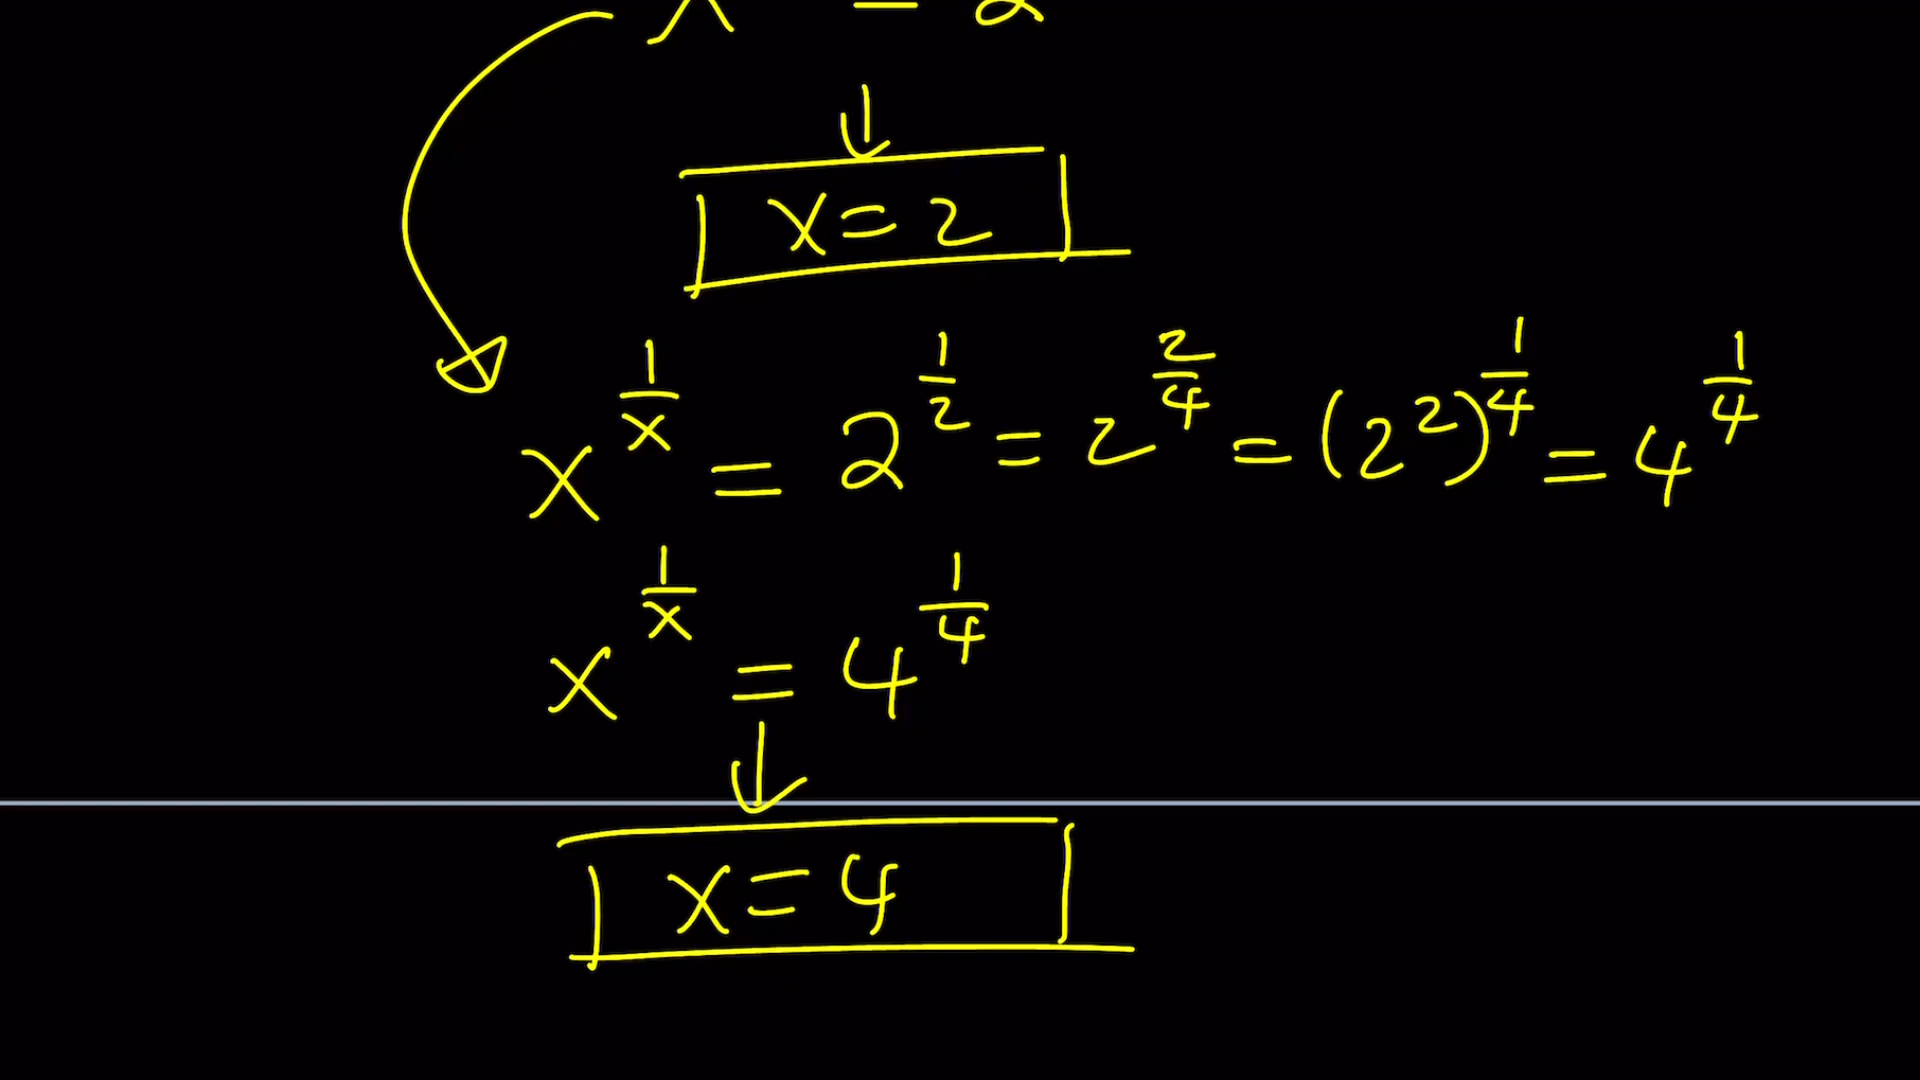 x = 2
x = 2
x^(1/x) = 2^(1/2) = 2^(2/4) = (2^2)^(1/4) = 4^(1/4)
x^(1/x) = 4^(1/4)
x = 4